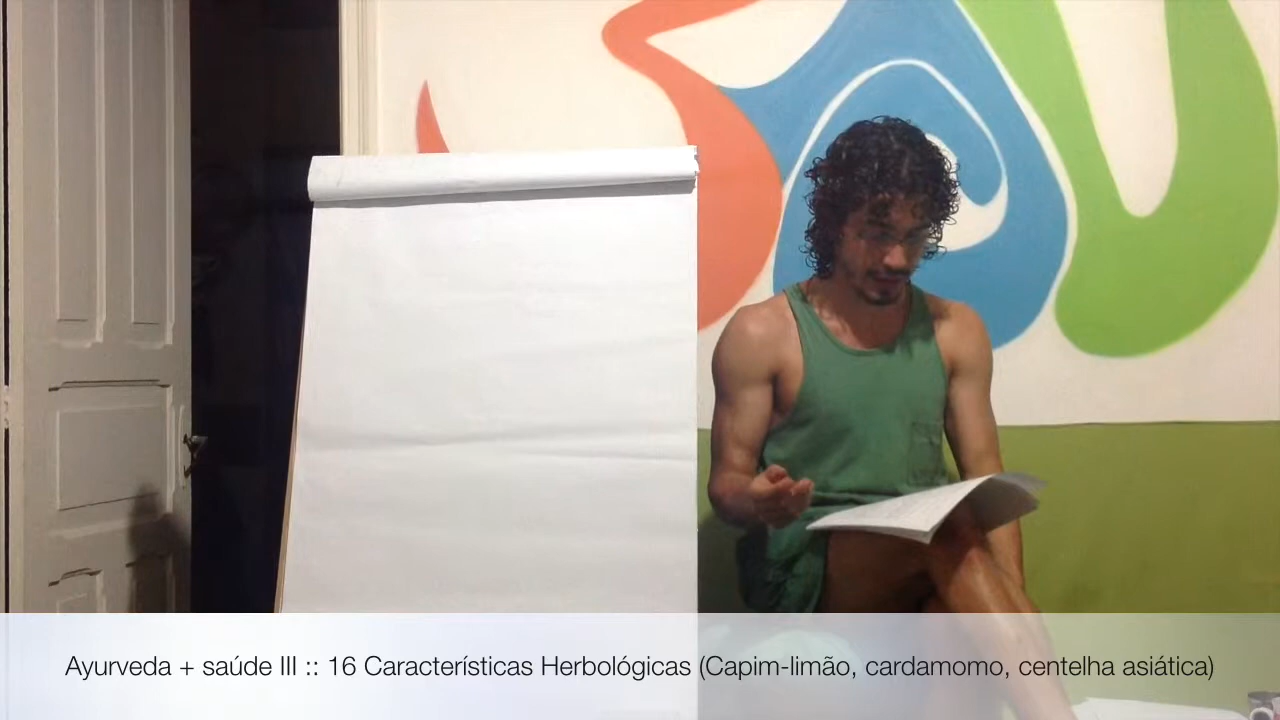 Ayurveda + saúde III :: 16 Características Herbológicas (Capim-limão, cardamomo, centelha asiática)